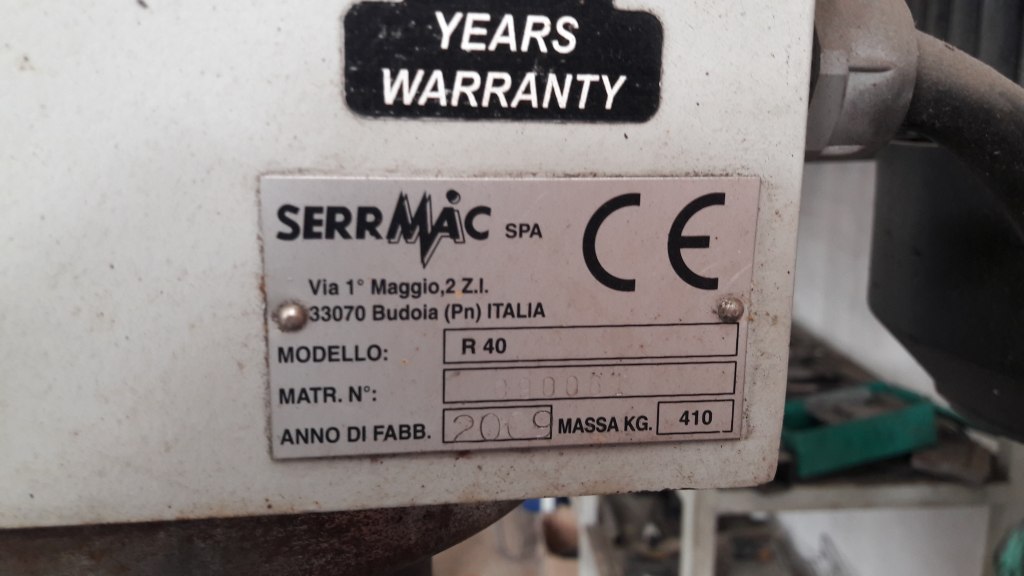 YEARS
WARRANTY
SERRMAC SPA
CE
Via 1° Maggio,2 Z.I.
33070 Budoia (Pn) ITALIA
MODELLO: R 40
MATR. N°:
ANNO DI FABB. 2009 MASSA KG. 410